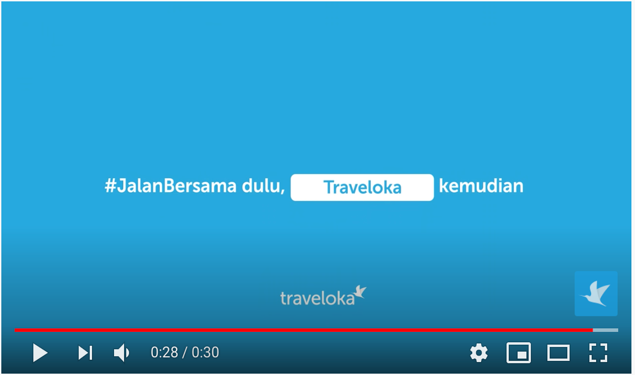 #JalanBersama dulu, Traveloka kemudian
traveloka
0:28 / 0:30